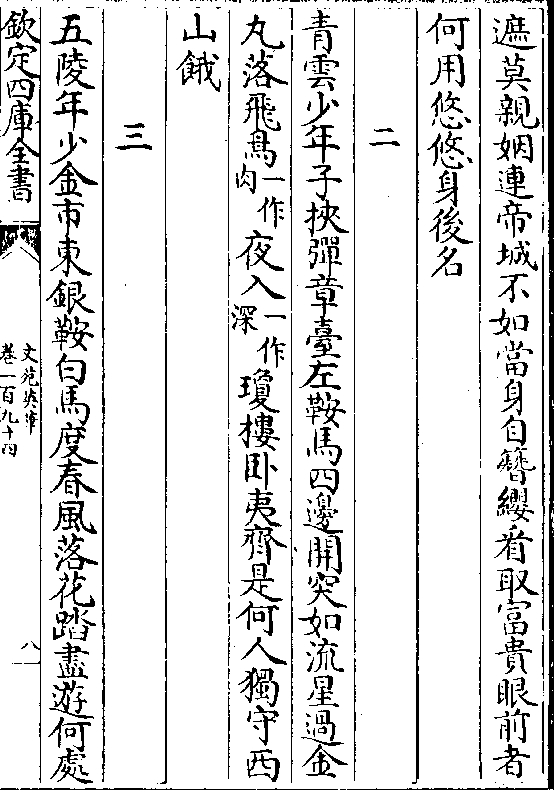 遮莫親姻連帝城不如當身自簪纓看取富貴眼前者
何用悠悠身後名
二
青雲少年子挾彈章臺左鞍馬四邊開突如流星過金
丸落飛鳥一作肉夜入一作深瓊樓卧夷齊是何人獨守西
山餓
三
五陵年少金市東銀鞍白馬度春風落花踏盡遊何處
欽定四庫全書
文苑英華
卷一百九十四
八